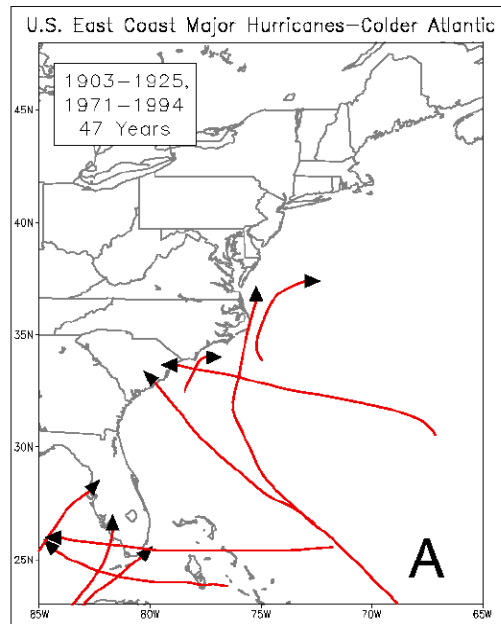 U.S. East Coast Major Hurricanes–Colder Atlantic
1903–1925,
1971–1994
47 Years
45N
40N
35N
30N
25N
A
85W 80W 75W 70W 65W